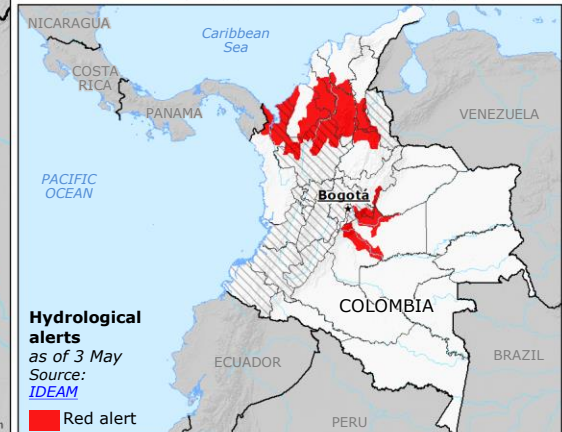 NICARAGUA
Caribbean
Sea
COSTA
RICA
PANAMA
VENEZUELA
PACIFIC
OCEAN
Bogotá
COLOMBIA
Hydrological
alerts
as of 3 May
Source:
IDEAM
Red alert
ECUADOR
BRAZIL
PERU